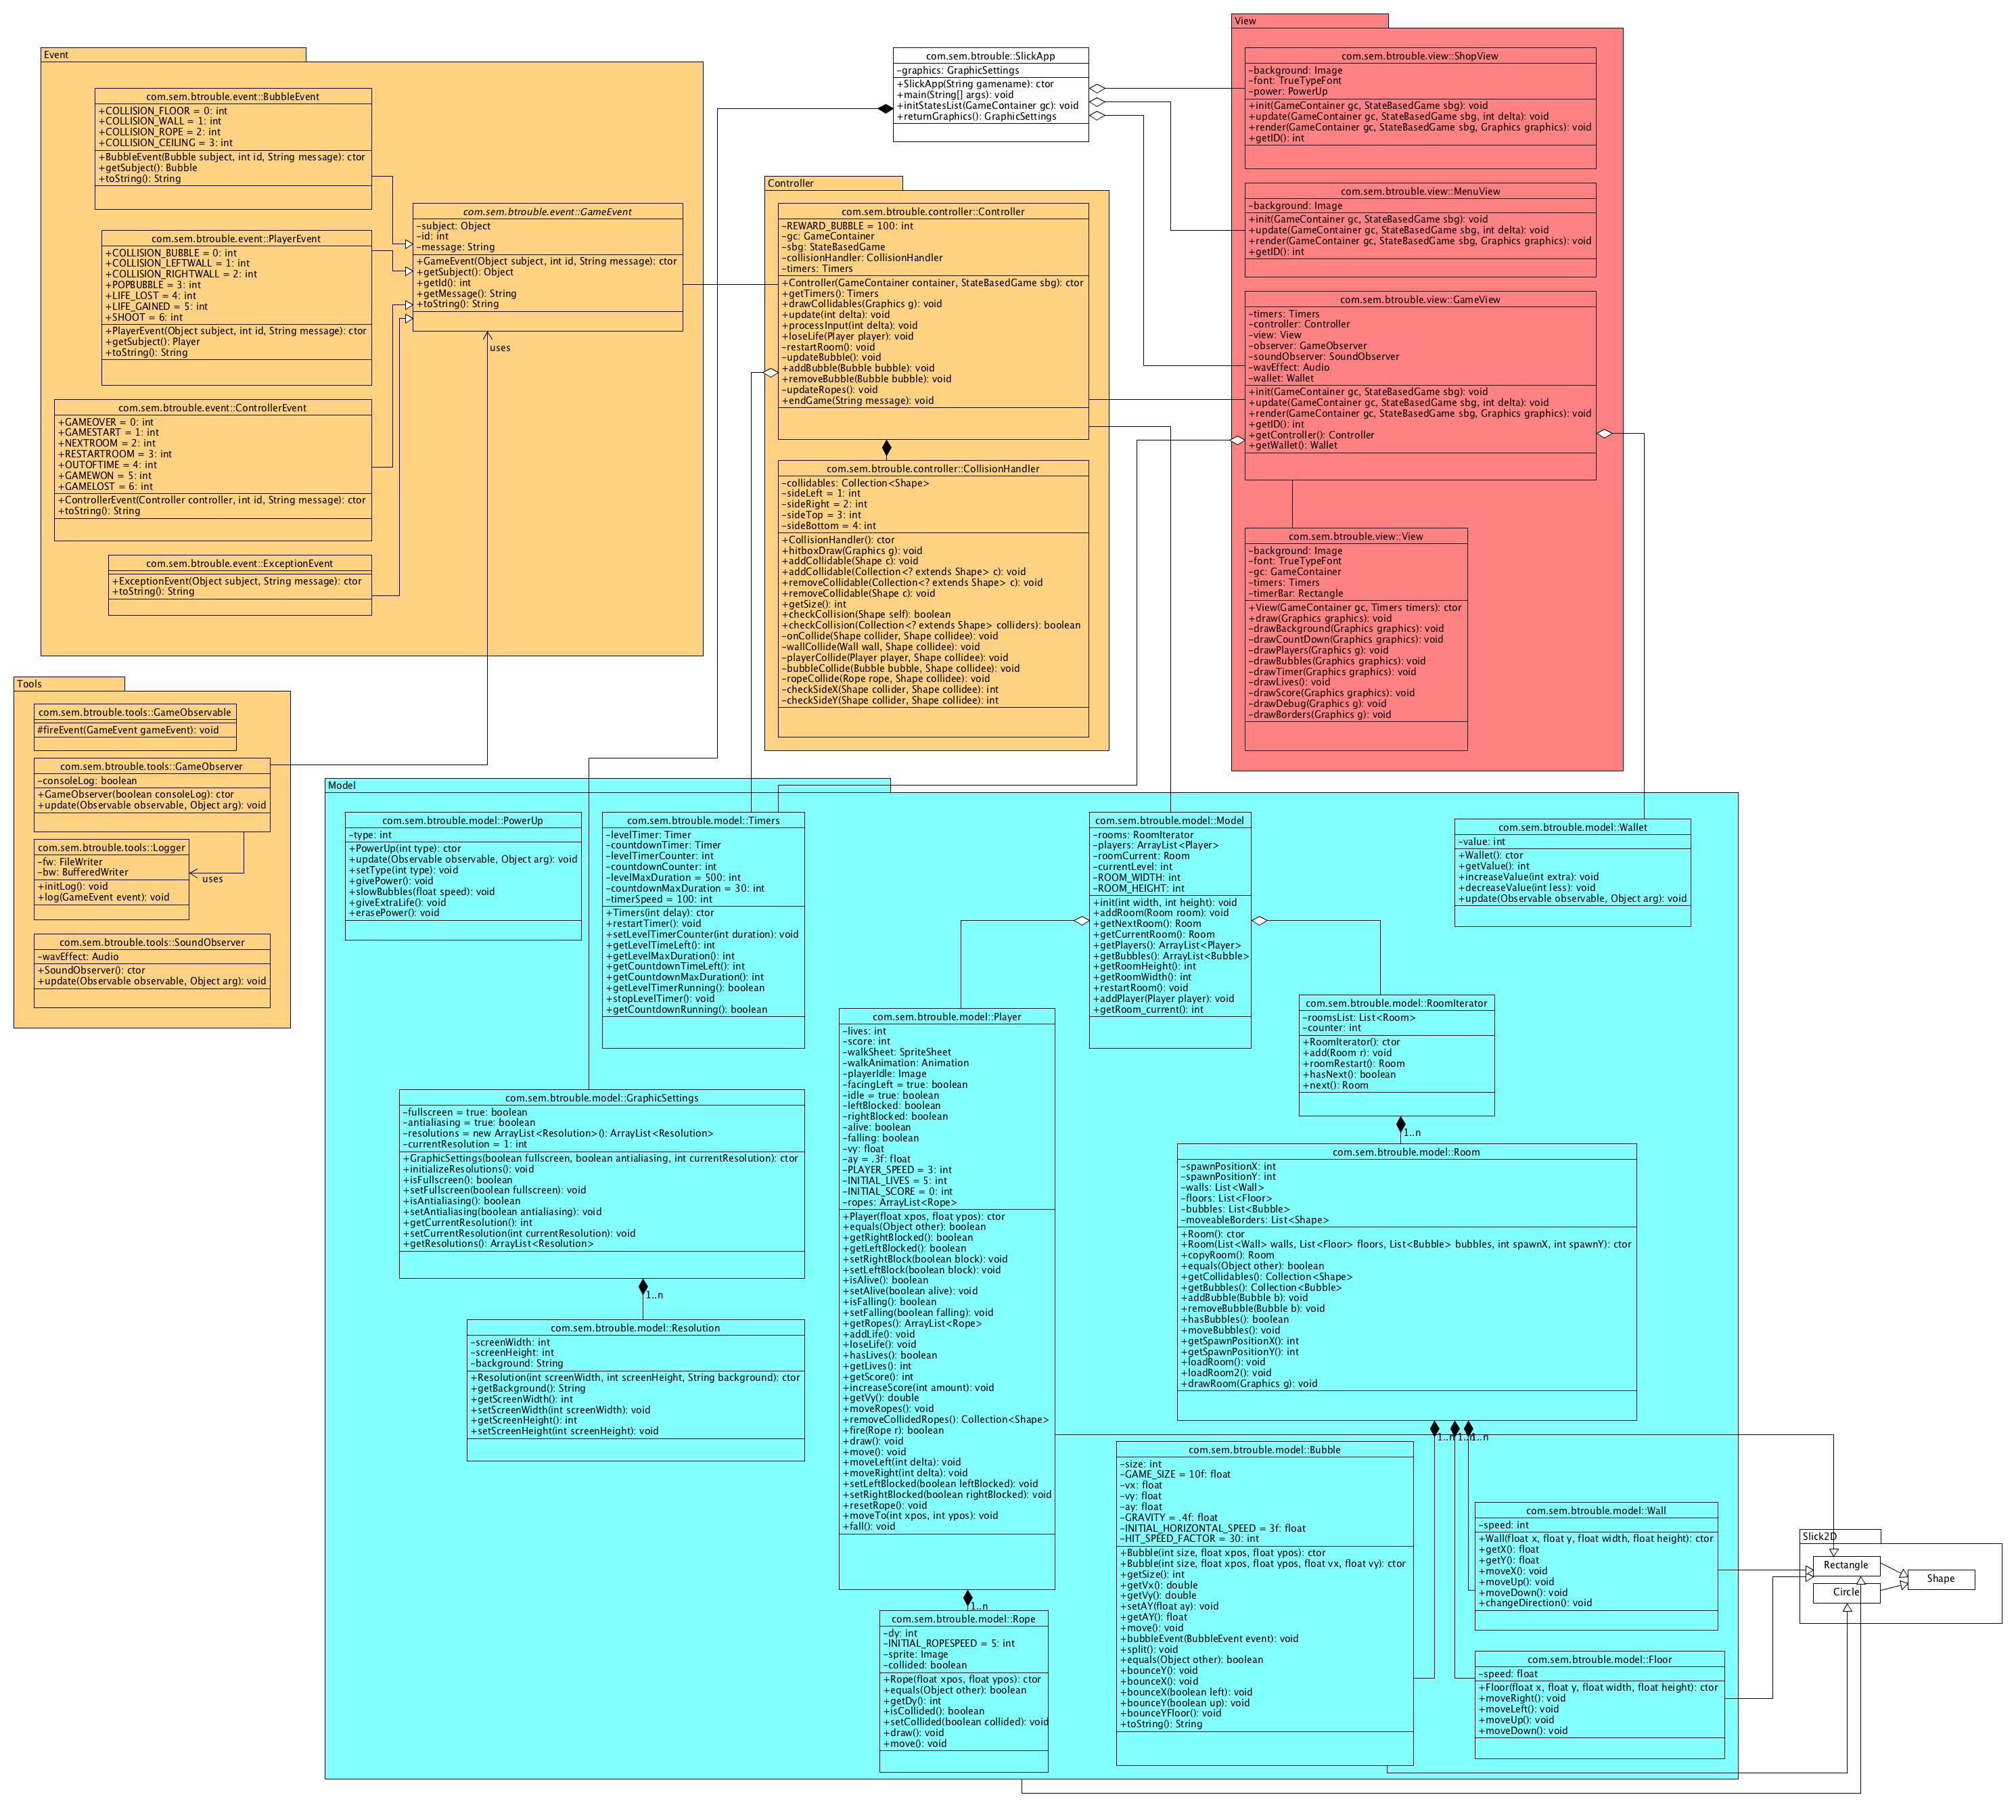 Event
com.sem.btrouble.event::BubbleEvent
+COLLISION_FLOOR = 0: int
+COLLISION_WALL = 1: int
+COLLISION_ROPE = 2: int
+COLLISION_CEILING = 3: int
+BubbleEvent(Bubble subject, int id, String message): ctor
+getSubject(): Bubble
+toString(): String
com.sem.btrouble.event::PlayerEvent
+COLLISION_BUBBLE = 0: int
+COLLISION_LEFTWALL = 1: int
+COLLISION_RIGHTWALL = 2: int
+POPBUBBLE = 3: int
+LIFE_LOST = 4: int
+LIFE_GAINED = 5: int
+SHOOT = 6: int
+PlayerEvent(Object subject, int id, String message): ctor
+getSubject(): Player
+toString(): String
com.sem.btrouble.event::ControllerEvent
+GAMEOVER = 0: int
+GAMESTART = 1: int
+NEXTROOM = 2: int
+RESTARTROOM = 3: int
+OUTOFTIME = 4: int
+GAMEWON = 5: int
+GAMELOST = 6: int
+ControllerEvent(Controller controller, int id, String message): ctor
+toString(): String
com.sem.btrouble.event::ExceptionEvent
+ExceptionEvent(Object subject, String message): ctor
+toString(): String
com.sem.btrouble.event::GameEvent
-subject: Object
-id: int
-message: String
+GameEvent(Object subject, int id, String message): ctor
+getSubject(): Object
+getId(): int
+getMessage(): String
+toString(): String
uses
com.sem.btrouble::SlickApp
-graphics: GraphicSettings
+SlickApp(String gamename): ctor
+main(String[] args): void
+initStatesList(GameContainer gc): void
+returnGraphics(): GraphicSettings
Controller
com.sem.btrouble.controller::Controller
-REWARD_BUBBLE = 100: int
-gc: GameContainer
-sbg: StateBasedGame
-collisionHandler: CollisionHandler
-timers: Timers
+Controller(GameContainer container, StateBasedGame sbg): ctor
+getTimers(): Timers
+drawCollidables(Graphics g): void
+update(int delta): void
+processInput(int delta): void
+loseLife(Player player): void
-restartRoom(): void
-updateBubble(): void
+addBubble(Bubble bubble): void
+removeBubble(Bubble bubble): void
-updateRopes(): void
+endGame(String message): void
com.sem.btrouble.controller::CollisionHandler
-collidables: Collection<Shape>
-sideLeft = 1: int
-sideRight = 2: int
-sideTop = 3: int
-sideBottom = 4: int
+CollisionHandler(): ctor
+hitboxDraw(Graphics g): void
+addCollidable(Shape c): void
+addCollidable(Collection<? extends Shape> c): void
+removeCollidable(Collection<? extends Shape> c): void
+removeCollidable(Shape c): void
+getSize(): int
+checkCollision(Shape self): boolean
+checkCollision(Collection<? extends Shape> colliders): boolean
-onCollide(Shape collider, Shape collidee): void
-wallCollide(Wall wall, Shape collidee): void
-playerCollide(Player player, Shape collidee): void
-bubbleCollide(Bubble bubble, Shape collidee): void
-ropeCollide(Rope rope, Shape collidee): void
-checkSideX(Shape collider, Shape collidee): int
-checkSideY(Shape collider, Shape collidee): int
View
com.sem.btrouble.view::ShopView
-background: Image
-font: TrueTypeFont
-power: PowerUp
+init(GameContainer gc, StateBasedGame sbg): void
+update(GameContainer gc, StateBasedGame sbg, int delta): void
+render(GameContainer gc, StateBasedGame sbg, Graphics graphics): void
+getID(): int
com.sem.btrouble.view::MenuView
-background: Image
+init(GameContainer gc, StateBasedGame sbg): void
+update(GameContainer gc, StateBasedGame sbg, int delta): void
+render(GameContainer gc, StateBasedGame sbg, Graphics graphics): void
+getID(): int
com.sem.btrouble.view::GameView
-timers: Timers
-controller: Controller
-view: View
-observer: GameObserver
-soundObserver: SoundObserver
-wavEffect: Audio
-wallet: Wallet
+init(GameContainer gc, StateBasedGame sbg): void
+update(GameContainer gc, StateBasedGame sbg, int delta): void
+render(GameContainer gc, StateBasedGame sbg, Graphics graphics): void
+getID(): int
+getController(): Controller
+getWallet(): Wallet
com.sem.btrouble.view::View
-background: Image
-font: TrueTypeFont
-gc: GameContainer
-timers: Timers
-timerBar: Rectangle
+View(GameContainer gc, Timers timers): ctor
+draw(Graphics graphics): void
-drawBackground(Graphics graphics): void
-drawCountDown(Graphics graphics): void
-drawPlayers(Graphics g): void
-drawBubbles(Graphics graphics): void
-drawTimer(Graphics graphics): void
-drawLives(): void
-drawScore(Graphics graphics): void
-drawDebug(Graphics g): void
-drawBorders(Graphics g): void
Tools
com.sem.btrouble.tools::GameObservable
#fireEvent(GameEvent gameEvent): void
com.sem.btrouble.tools::GameObserver
-consoleLog: boolean
+GameObserver(boolean consoleLog): ctor
+update(Observable observable, Object arg): void
com.sem.btrouble.tools::Logger
-fw: FileWriter
-bw: BufferedWriter
+initLog(): void
+log(GameEvent event): void
uses
com.sem.btrouble.tools::SoundObserver
-wavEffect: Audio
+SoundObserver(): ctor
+update(Observable observable, Object arg): void
Model
com.sem.btrouble.model::PowerUp
-type: int
+PowerUp(int type): ctor
+update(Observable observable, Object arg): void
+setType(int type): void
+givePower(): void
+slowBubbles(float speed): void
+giveExtraLife(): void
+erasePower(): void
com.sem.btrouble.model::Timers
-levelTimer: Timer
-countdownTimer: Timer
-levelTimerCounter: int
-countdownCounter: int
-levelMaxDuration = 500: int
-countdownMaxDuration = 30: int
-timerSpeed = 100: int
+Timers(int delay): ctor
+restartTimer(): void
+setLevelTimerCounter(int duration): void
+getLevelTimeLeft(): int
+getLevelMaxDuration(): int
+getCountdownTimeLeft(): int
+getCountdownMaxDuration(): int
+getLevelTimerRunning(): boolean
+stopLevelTimer(): void
+getCountdownRunning(): boolean
com.sem.btrouble.model::Model
-rooms: RoomIterator
-players: ArrayList<Player>
-roomCurrent: Room
-currentLevel: int
-ROOM_WIDTH: int
-ROOM_HEIGHT: int
+init(int width, int height): void
+addRoom(Room room): void
+getNextRoom(): Room
+getCurrentRoom(): Room
+getPlayers(): ArrayList<Player>
+getBubbles(): ArrayList<Bubble>
+getRoomHeight(): int
+getRoomWidth(): int
+restartRoom(): void
+addPlayer(Player player): void
+getRoom_current(): int
com.sem.btrouble.model::Wallet
-value: int
+Wallet(): ctor
+getValue(): int
+increaseValue(int extra): void
+decreaseValue(int less): void
+update(Observable observable, Object arg): void
com.sem.btrouble.model::RoomIterator
-roomsList: List<Room>
-counter: int
+RoomIterator(): ctor
+add(Room r): void
+roomRestart(): Room
+hasNext(): boolean
+next(): Room
1..n
com.sem.btrouble.model::GraphicSettings
-fullscreen = true: boolean
-antialiasing = true: boolean
-resolutions = new ArrayList<Resolution>(): ArrayList<Resolution>
-currentResolution = 1: int
+GraphicSettings(boolean fullscreen, boolean antialiasing, int currentResolution): ctor
+initializeResolutions(): void
+isFullscreen(): boolean
+setFullscreen(boolean fullscreen): void
+isAntialiasing(): boolean
+setAntialiasing(boolean antialiasing): void
+getCurrentResolution(): int
+setCurrentResolution(int currentResolution): void
+getResolutions(): ArrayList<Resolution>
1..n
com.sem.btrouble.model::Resolution
-screenWidth: int
-screenHeight: int
-background: String
+Resolution(int screenWidth, int screenHeight, String background): ctor
+getBackground(): String
+getScreenWidth(): int
+setScreenWidth(int screenWidth): void
+getScreenHeight(): int
+setScreenHeight(int screenHeight): void
com.sem.btrouble.model::Player
-lives: int
-score: int
-walkSheet: SpriteSheet
-walkAnimation: Animation
-playerIdle: Image
-facingLeft = true: boolean
-idle = true: boolean
-leftBlocked: boolean
-rightBlocked: boolean
-alive: boolean
-falling: boolean
-vy: float
-ay = .3f: float
-PLAYER_SPEED = 3: int
-INITIAL_LIVES = 5: int
-INITIAL_SCORE = 0: int
-ropes: ArrayList<Rope>
+Player(float xpos, float ypos): ctor
+equals(Object other): boolean
+getRightBlocked(): boolean
+getLeftBlocked(): boolean
+setRightBlock(boolean block): void
+setLeftBlock(boolean block): void
+isAlive(): boolean
+setAlive(boolean alive): void
+isFalling(): boolean
+setFalling(boolean falling): void
+getRopes(): ArrayList<Rope>
+addLife(): void
+loseLife(): void
+hasLives(): boolean
+getLives(): int
+getScore(): int
+increaseScore(int amount): void
+getVy(): double
+moveRopes(): void
+removeCollidedRopes(): Collection<Shape>
+fire(Rope r): boolean
+draw(): void
+move(): void
+moveLeft(int delta): void
+moveRight(int delta): void
+setLeftBlocked(boolean leftBlocked): void
+setRightBlocked(boolean rightBlocked): void
+resetRope(): void
+moveTo(int xpos, int ypos): void
+fall(): void
1..n
com.sem.btrouble.model::Rope
-dy: int
-INITIAL_ROPESPEED = 5: int
-sprite: Image
-collided: boolean
+Rope(float xpos, float ypos): ctor
+equals(Object other): boolean
+getDy(): int
+isCollided(): boolean
+setCollided(boolean collided): void
+draw(): void
+move(): void
com.sem.btrouble.model::Room
-spawnPositionX: int
-spawnPositionY: int
-walls: List<Wall>
-floors: List<Floor>
-bubbles: List<Bubble>
-moveableBorders: List<Shape>
+Room(): ctor
+Room(List<Wall> walls, List<Floor> floors, List<Bubble> bubbles, int spawnX, int spawnY): ctor
+copyRoom(): Room
+equals(Object other): boolean
+getCollidables(): Collection<Shape>
+getBubbles(): Collection<Bubble>
+addBubble(Bubble b): void
+removeBubble(Bubble b): void
+hasBubbles(): boolean
+moveBubbles(): void
+getSpawnPositionX(): int
+getSpawnPositionY(): int
+loadRoom(): void
+loadRoom2(): void
+drawRoom(Graphics g): void
1..n 1..n 1..n
com.sem.btrouble.model::Bubble
-size: int
-GAME_SIZE = 10f: float
-vx: float
-vy: float
-ay: float
-GRAVITY = .4f: float
-INITIAL_HORIZONTAL_SPEED = 3f: float
-HIT_SPEED_FACTOR = 30: int
+Bubble(int size, float xpos, float ypos): ctor
+Bubble(int size, float xpos, float ypos, float vx, float vy): ctor
+getSize(): int
+getVx(): double
+getVy(): double
+setAY(float ay): void
+getAY(): float
+move(): void
+bubbleEvent(BubbleEvent event): void
+split(): void
+equals(Object other): boolean
+bounceY(): void
+bounceX(): void
+bounceX(boolean left): void
+bounceY(boolean up): void
+bounceYFloor(): void
+toString(): String
com.sem.btrouble.model::Wall
-speed: int
+Wall(float x, float y, float width, float height): ctor
+getX(): float
+getY(): float
+moveX(): void
+moveUp(): void
+moveDown(): void
+changeDirection(): void
com.sem.btrouble.model::Floor
-speed: float
+Floor(float x, float y, float width, float height): ctor
+moveRight(): void
+moveLeft(): void
+moveUp(): void
+moveDown(): void
Slick2D
Rectangle
Circle
Shape